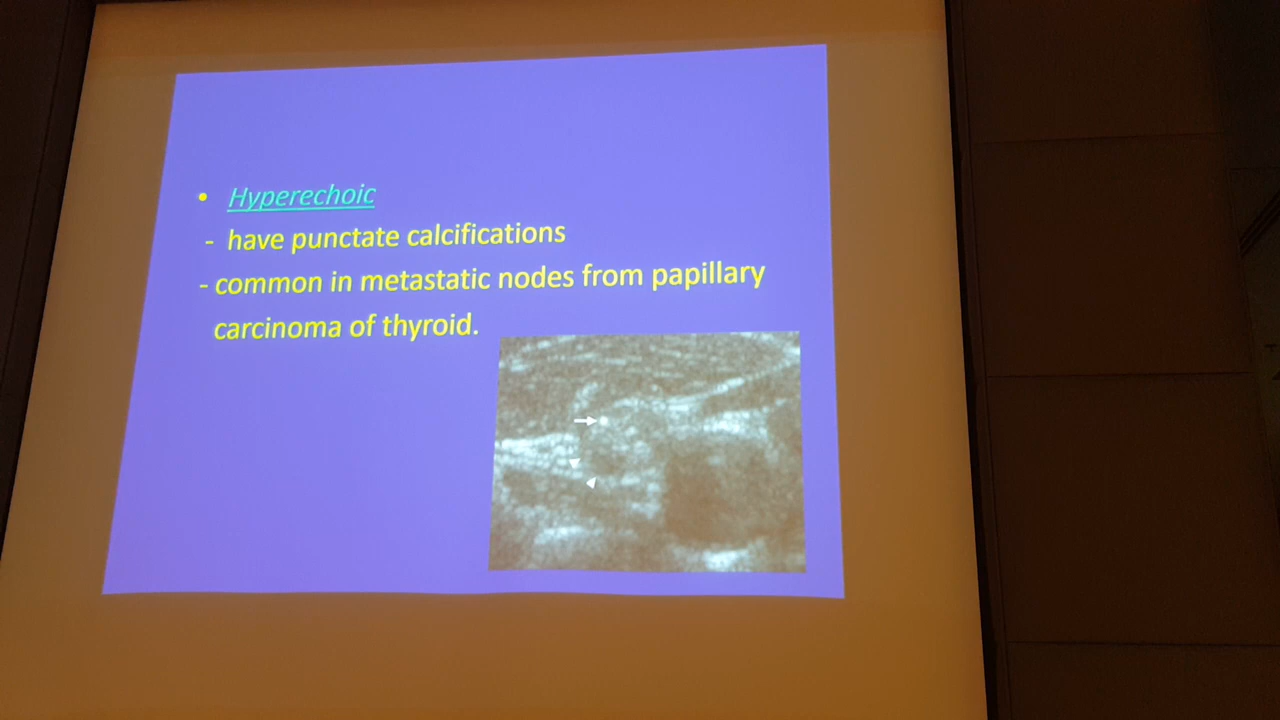 • Hyperechoic
- have punctate calcifications
- common in metastatic nodes from papillary
carcinoma of thyroid.